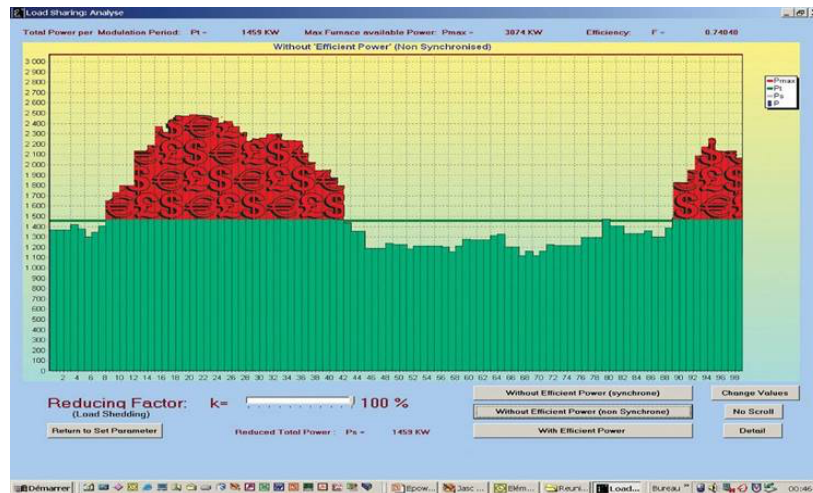 Load Sharing: Analyse
Total Power per Modulation Period: Pt = 1459 KW Max Furnace available Power: Pmax = 3874 KW Efficiency: F = 0.74040
Without 'Efficient Power' (Non Synchronised)
3 000
2 900
2 800
2 700
2 600
2 500
2 400
2 300
2 200
2 100
2 000
1 900
1 800
1 700
1 600
1 500
1 400
1 300
1 200
1 100
1 000
900
800
700
600
500
400
300
200
100
0
Pmax
Pt
Ps
P
2 4 6 8 10 12 14 16 18 20 22 24 26 28 30 32 34 36 38 40 42 44 46 48 50 52 54 56 58 60 62 64 66 68 70 72 74 76 78 80 82 84 86 88 90 92 94 96 98
Reducing Factor: k= 100 %
(Load Shedding)
Return to Set Parameter
Reduced Total Power : Ps = 1459 KW
Without Efficient Power (synchrone)
Without Efficient Power (non Synchrone)
With Efficient Power
Change Values
No Scroll
Detail
Démarrer Epow... Jasc ... Elém... Reuni... Load... Bureau 00:46